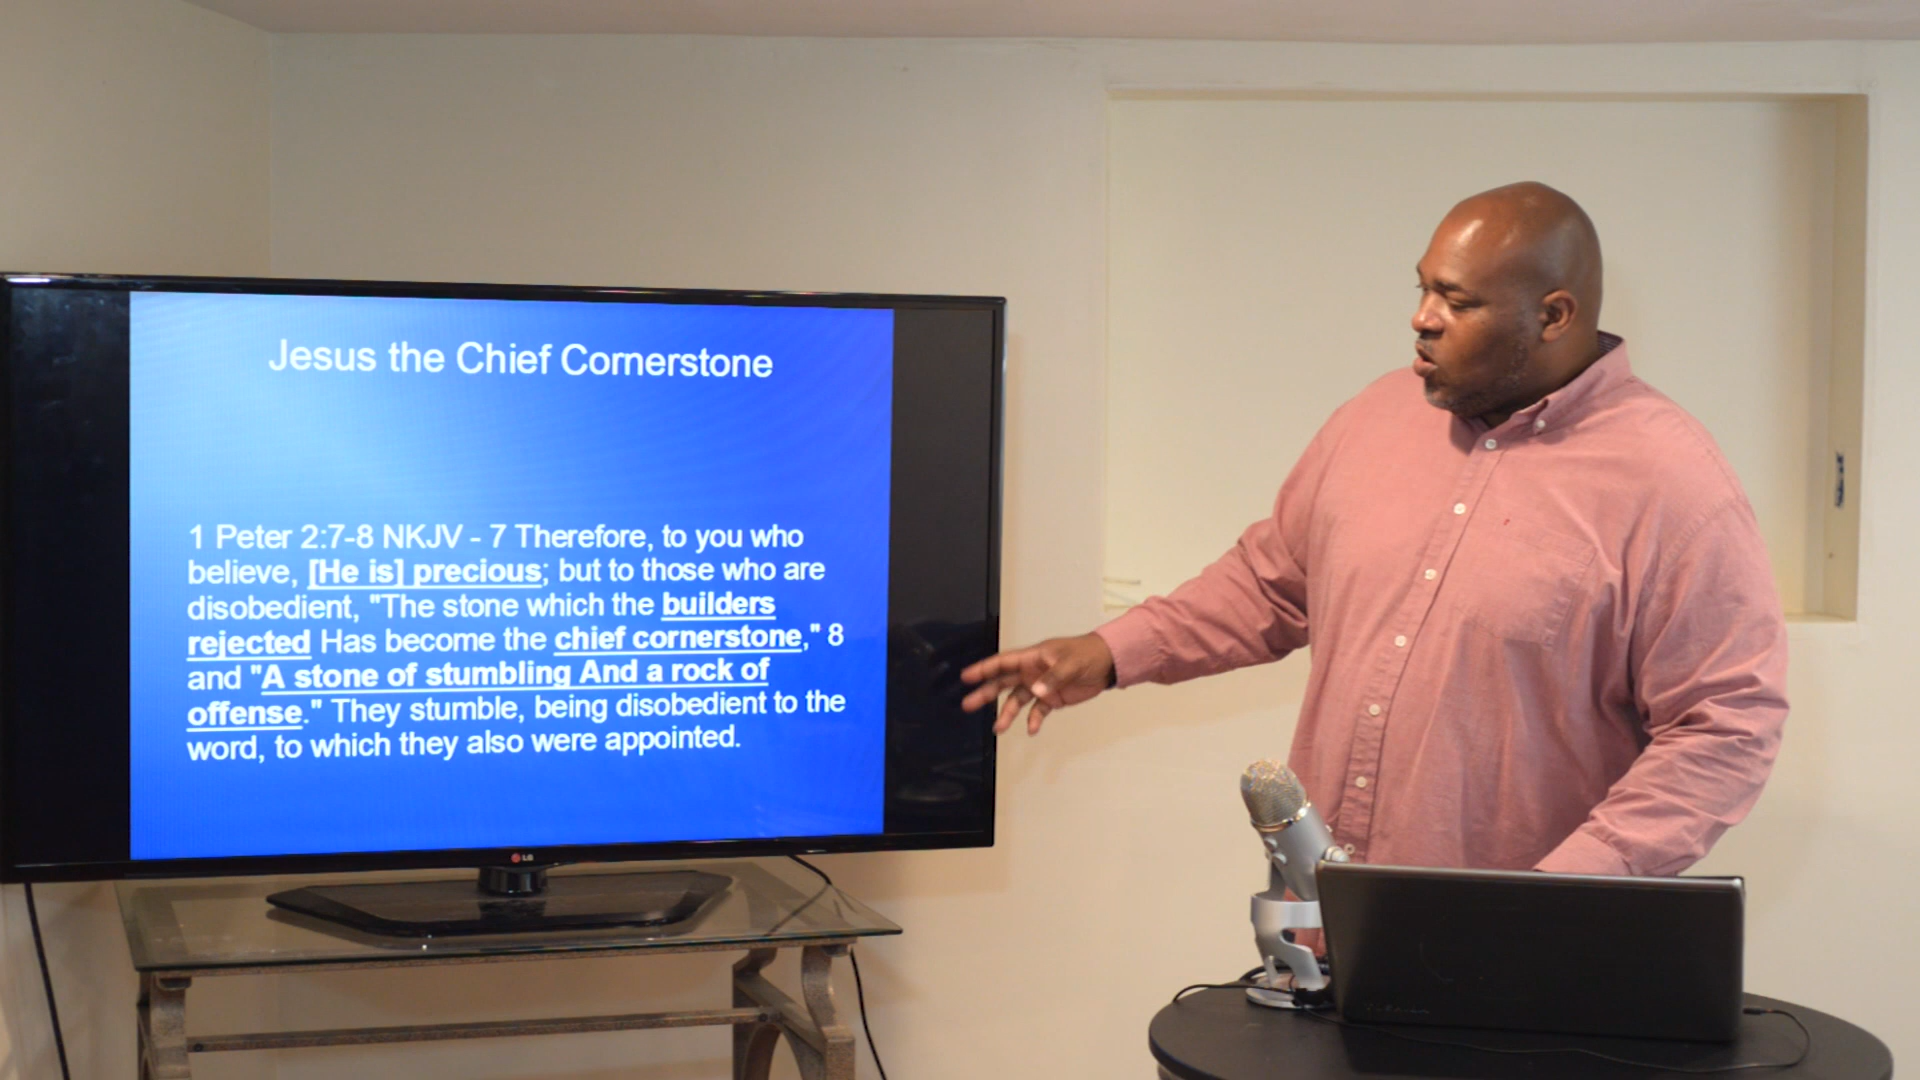 Jesus the Chief Cornerstone
1 Peter 2:7-8 NKJV - 7 Therefore, to you who
believe, [He is] precious; but to those who are
disobedient, "The stone which the builders
rejected Has become the chief cornerstone," 8
and "A stone of stumbling And a rock of
offense." They stumble, being disobedient to the
word, to which they also were appointed.
LG